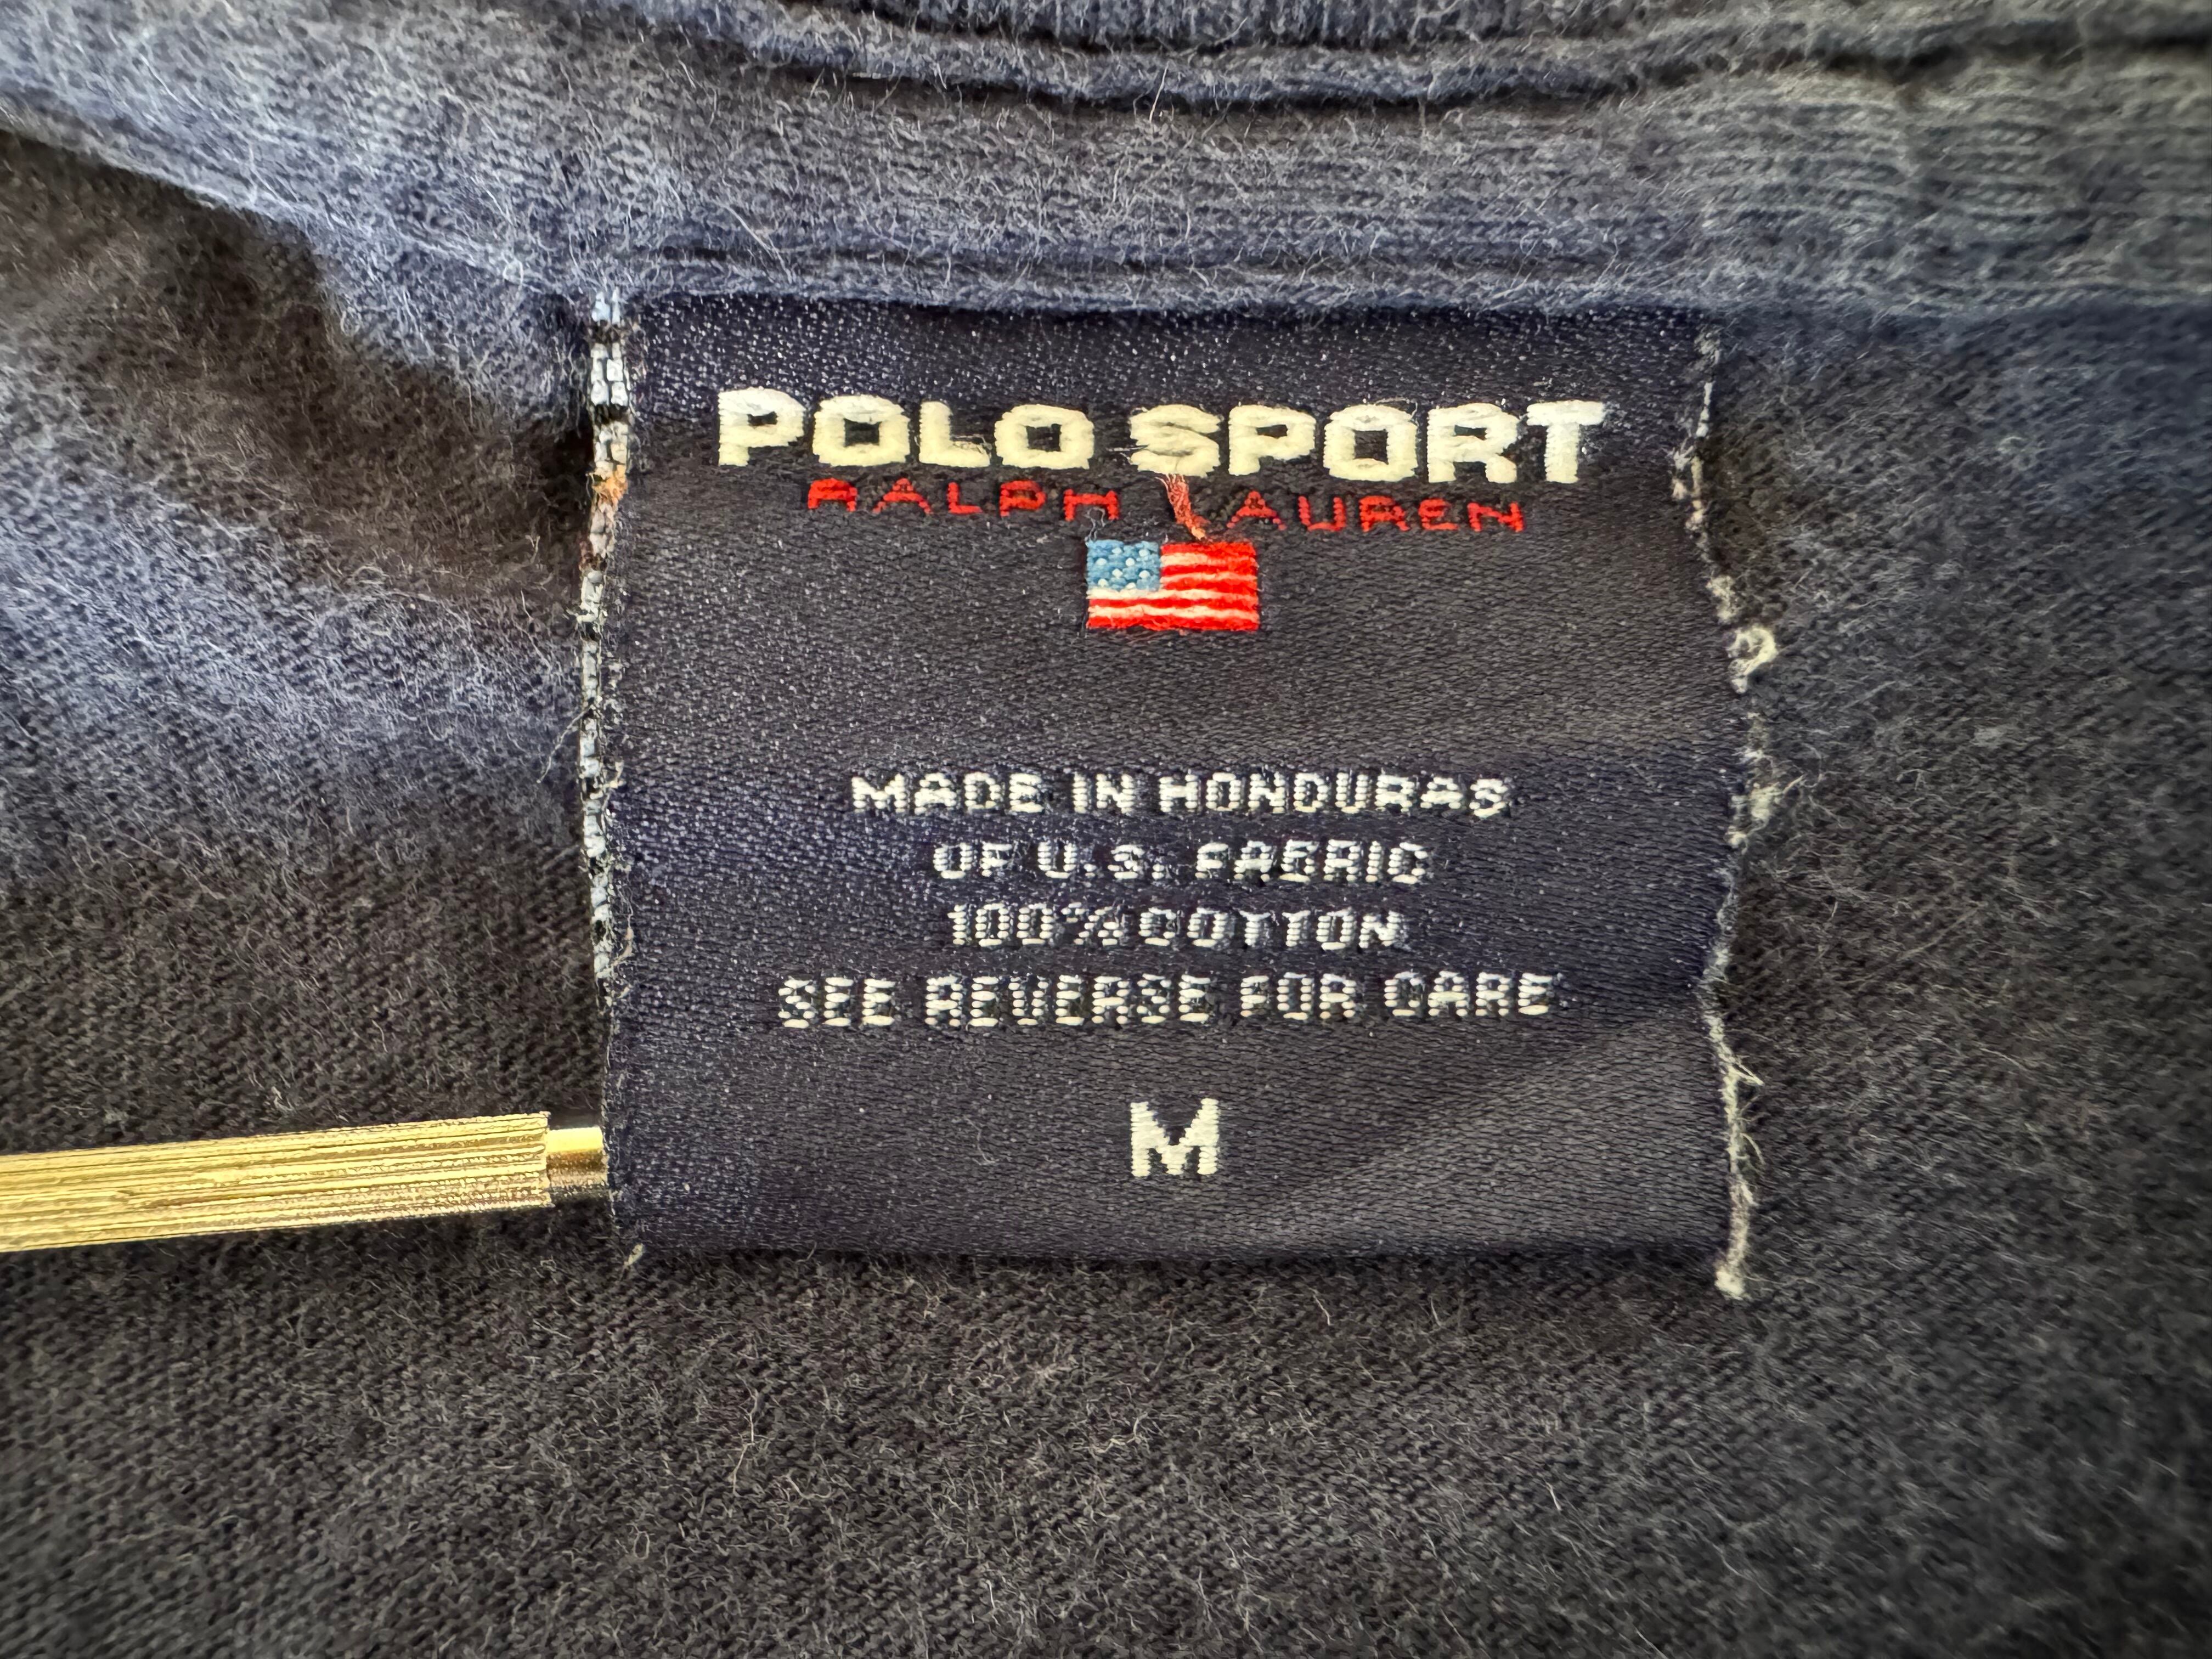 POLO SPORT
RALPH LAUREN
MADE IN HONDURAS
OF U.S. FABRIC
100% COTTON
SEE REVERSE FOR CARE
M